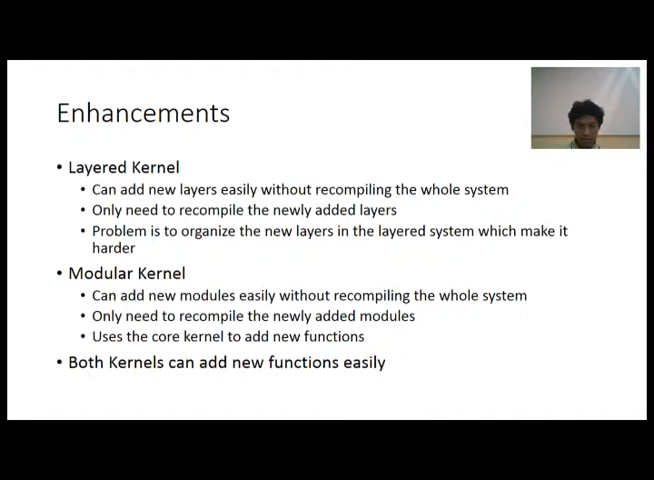 Enhancements
• Layered Kernel
• Can add new layers easily without recompiling the whole system
• Only need to recompile the newly added layers
• Problem is to organize the new layers in the layered system which make it
harder
• Modular Kernel
• Can add new modules easily without recompiling the whole system
• Only need to recompile the newly added modules
• Uses the core kernel to add new functions
• Both Kernels can add new functions easily